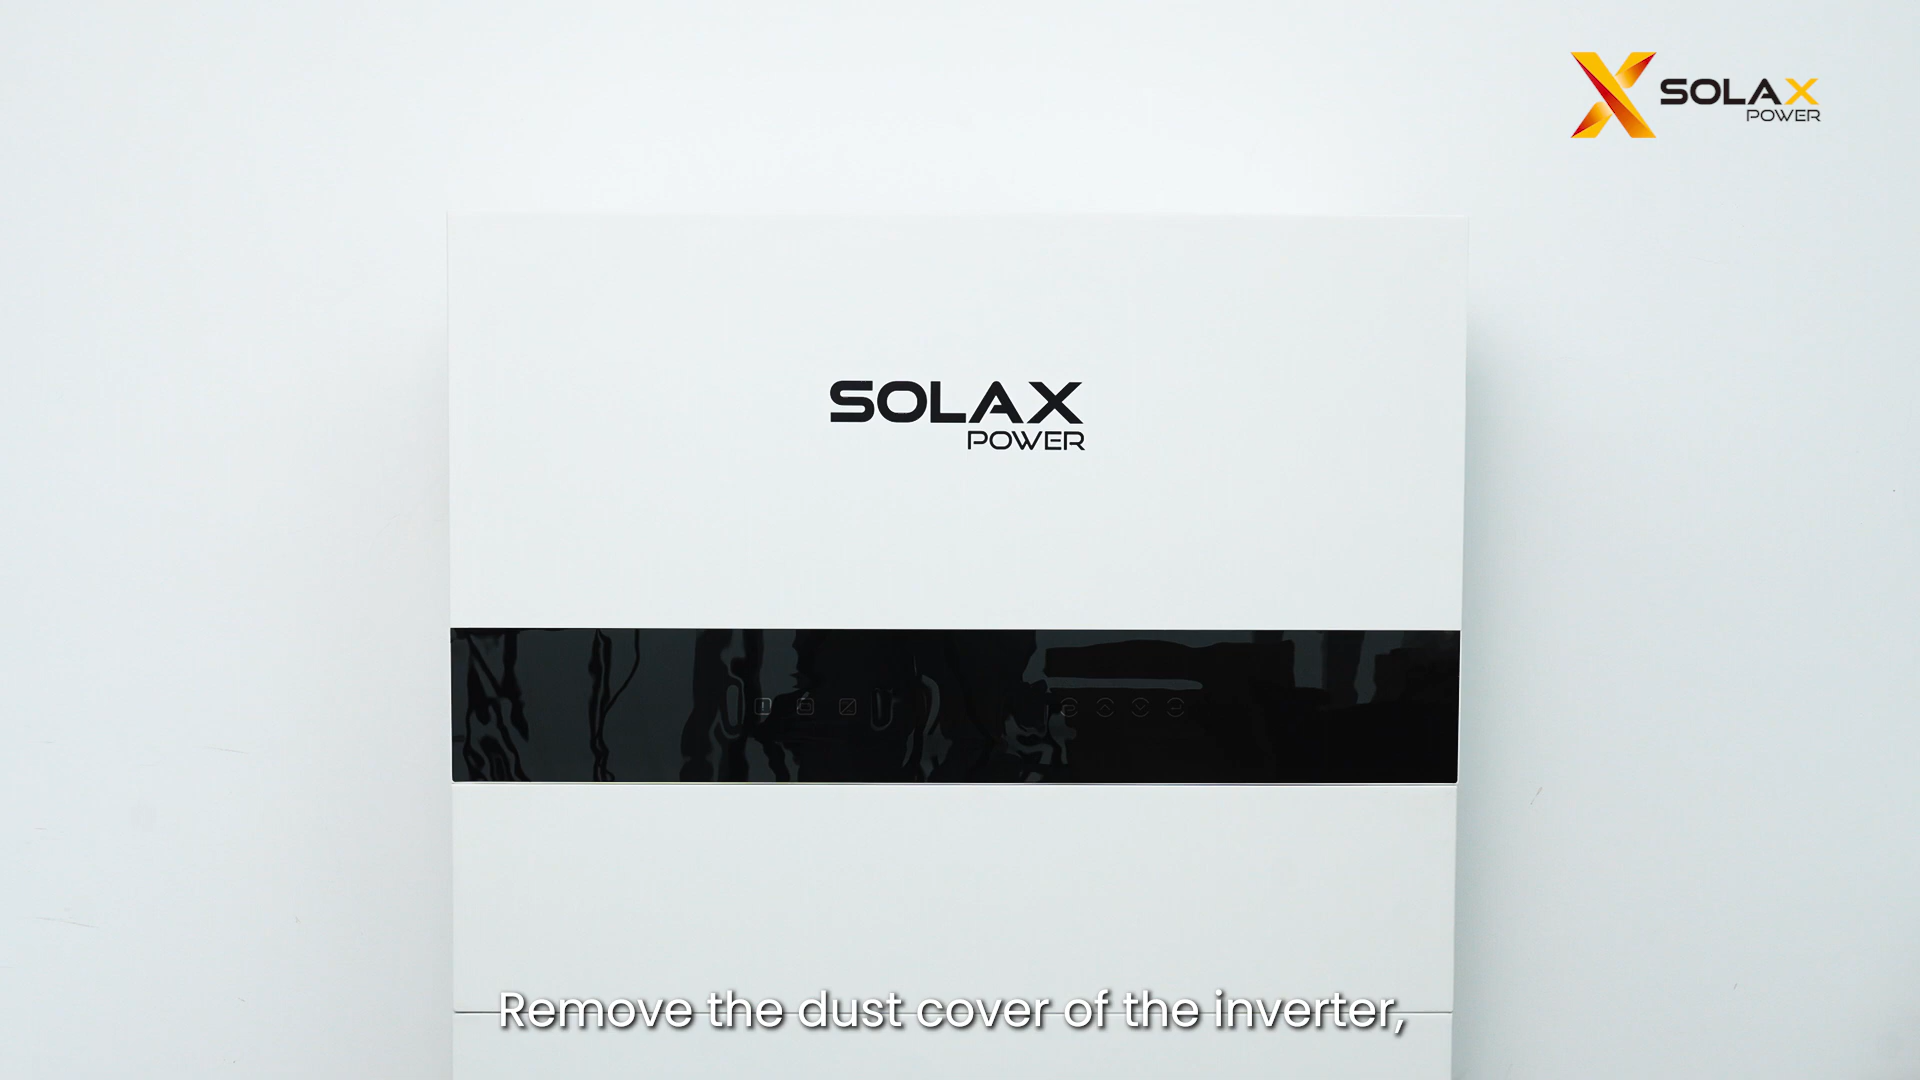 SOLAX
POWER
SOLAX
POWER
Remove the dust cover of the inverter,